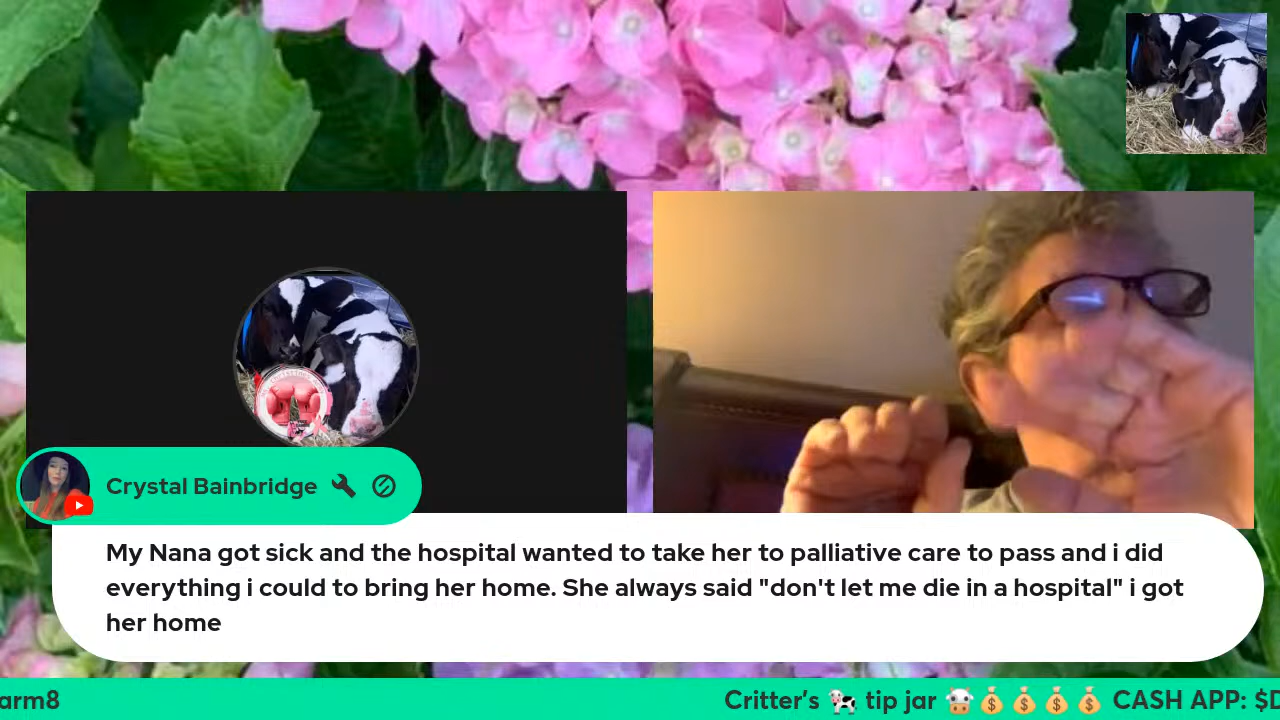 Crystal Bainbridge
My Nana got sick and the hospital wanted to take her to palliative care to pass and i did
everything i could to bring her home. She always said "don't let me die in a hospital" i got
her home
arm8 Critter's 🐄 tip jar 🐮💰💰💰💰 CASH APP: $D